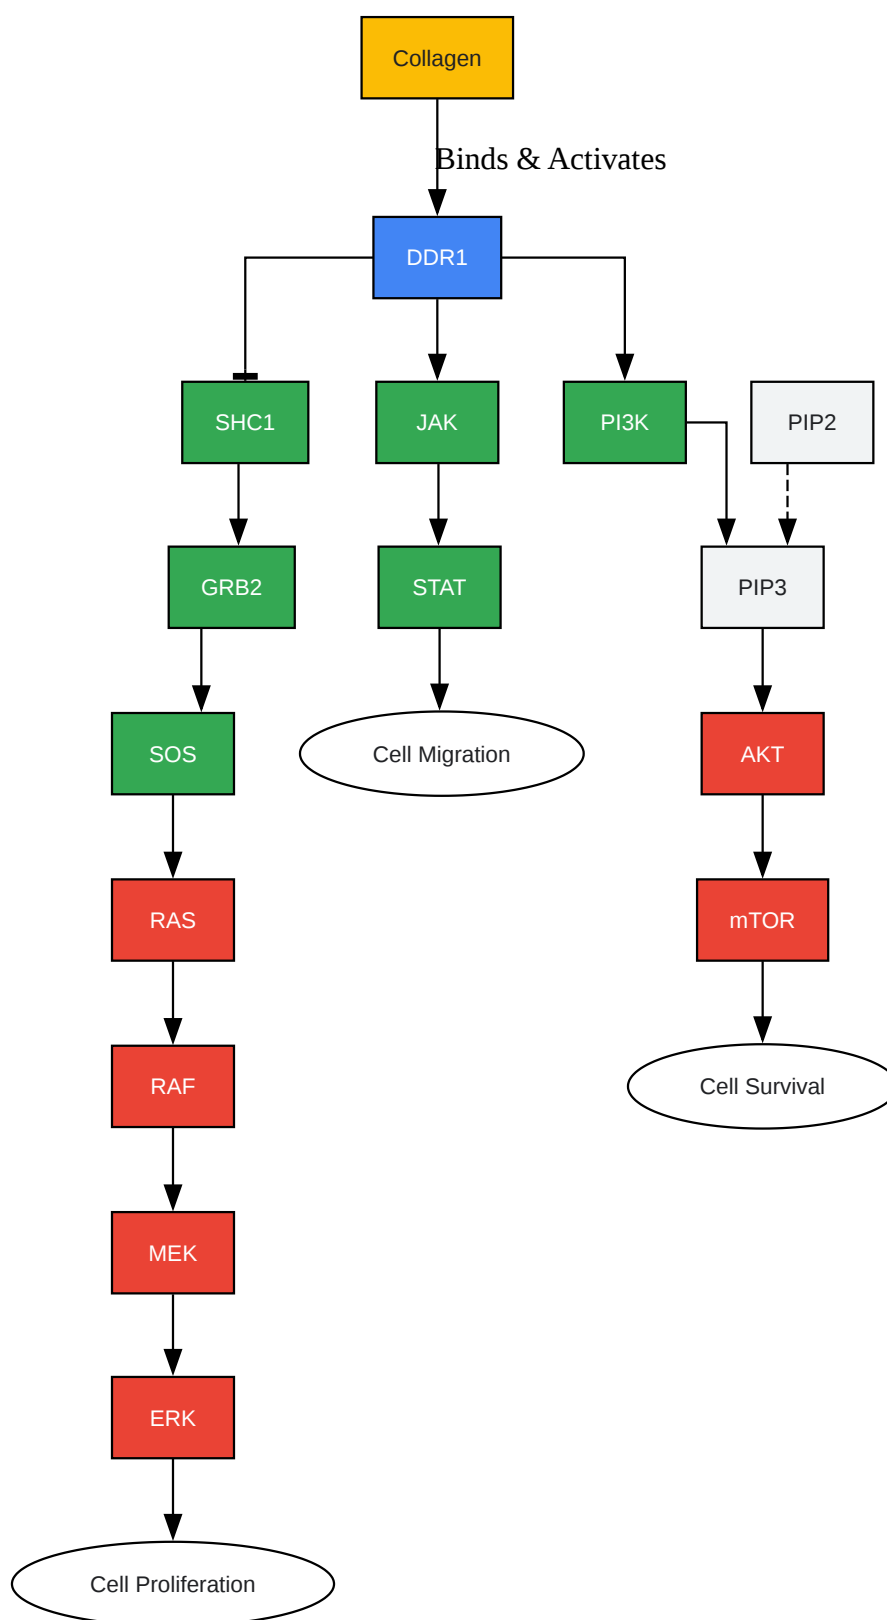 Collagen
Binds & Activates
DDR1
SHC1
JAK
PI3K
PIP2
GRB2
STAT
PIP3
SOS
Cell Migration
AKT
RAS
mTOR
RAF
Cell Survival
MEK
ERK
Cell Proliferation